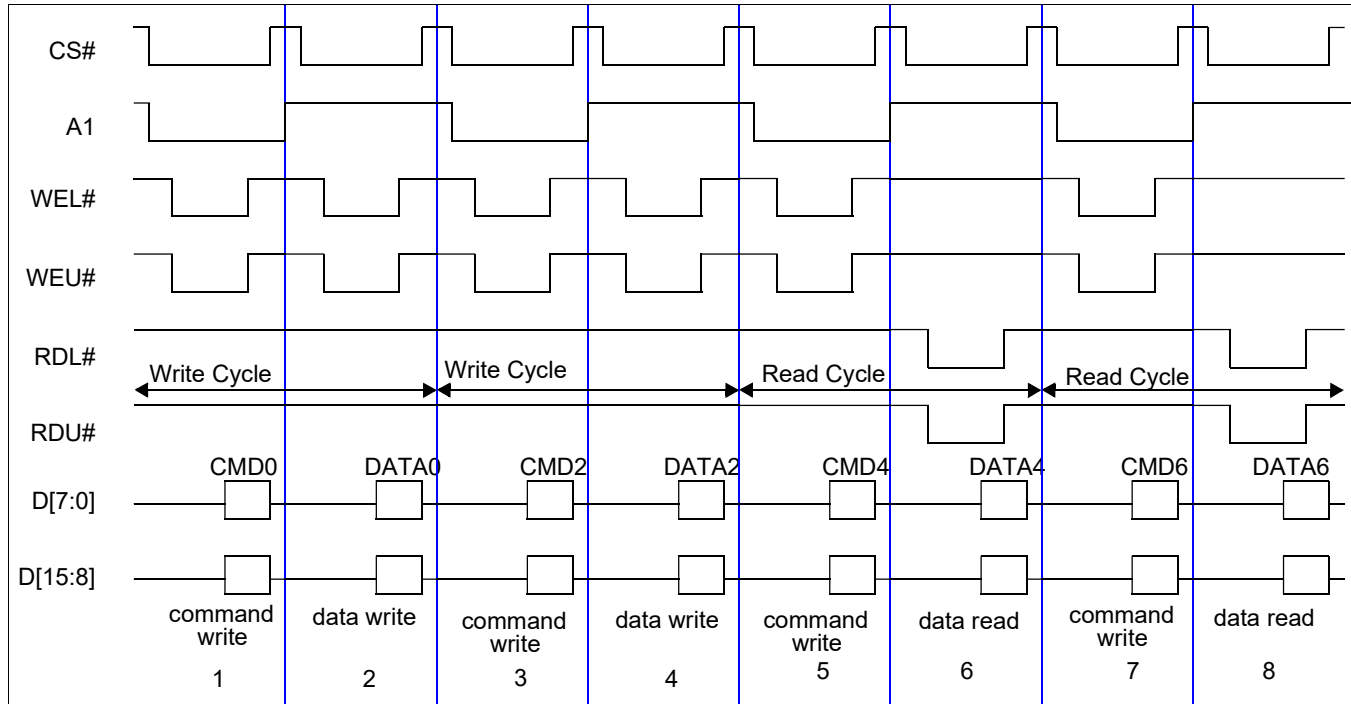 CS#
A1
WEL#
WEU#
RDL#
Write Cycle Write Cycle Read Cycle Read Cycle
RDU#
CMD0 DATA0 CMD2 DATA2 CMD4 DATA4 CMD6 DATA6
D[7:0]
D[15:8]
command data write command data write command data read command data read
write write write write
1 2 3 4 5 6 7 8